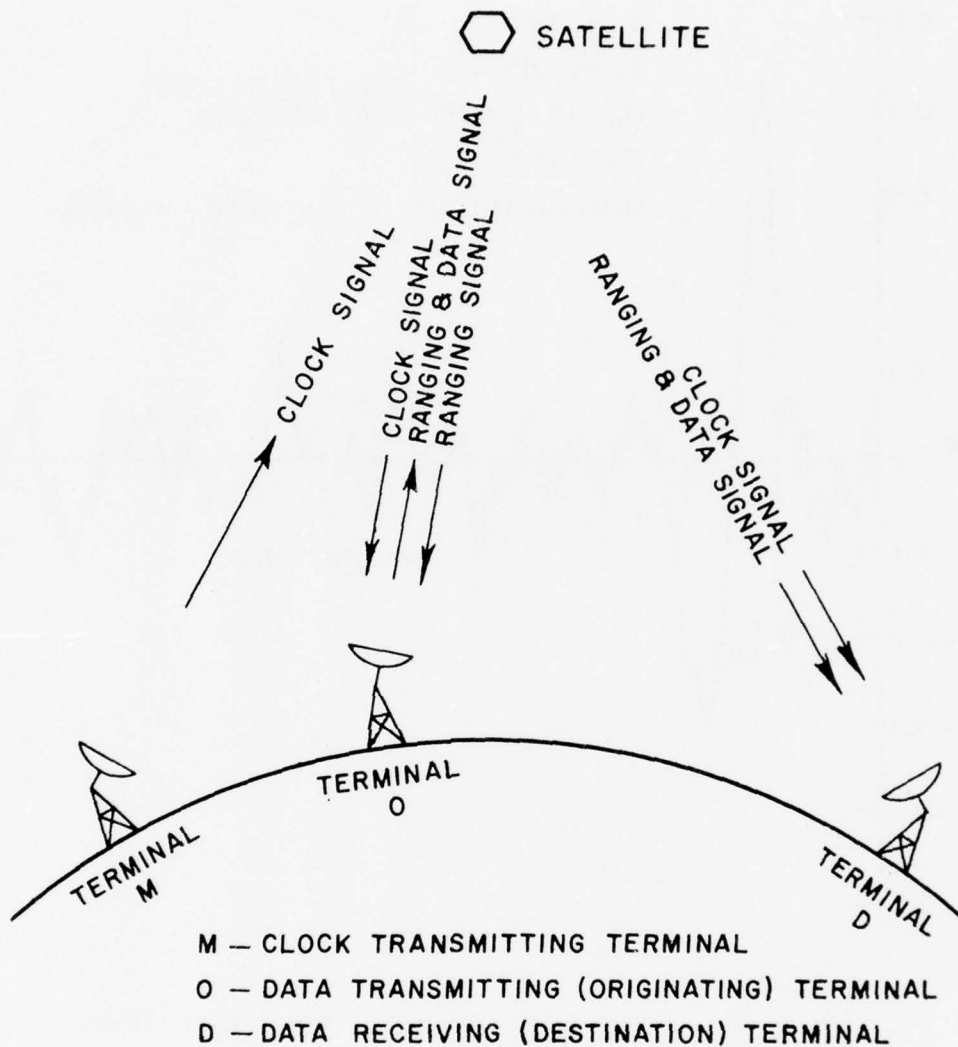 SATELLITE
CLOCK SIGNAL
CLOCK SIGNAL
RANGING & DATA SIGNAL
RANGING SIGNAL
CLOCK SIGNAL
RANGING & DATA SIGNAL
TERMINAL
M
TERMINAL
O
TERMINAL
D
M — CLOCK TRANSMITTING TERMINAL
O — DATA TRANSMITTING (ORIGINATING) TERMINAL
D — DATA RECEIVING (DESTINATION) TERMINAL